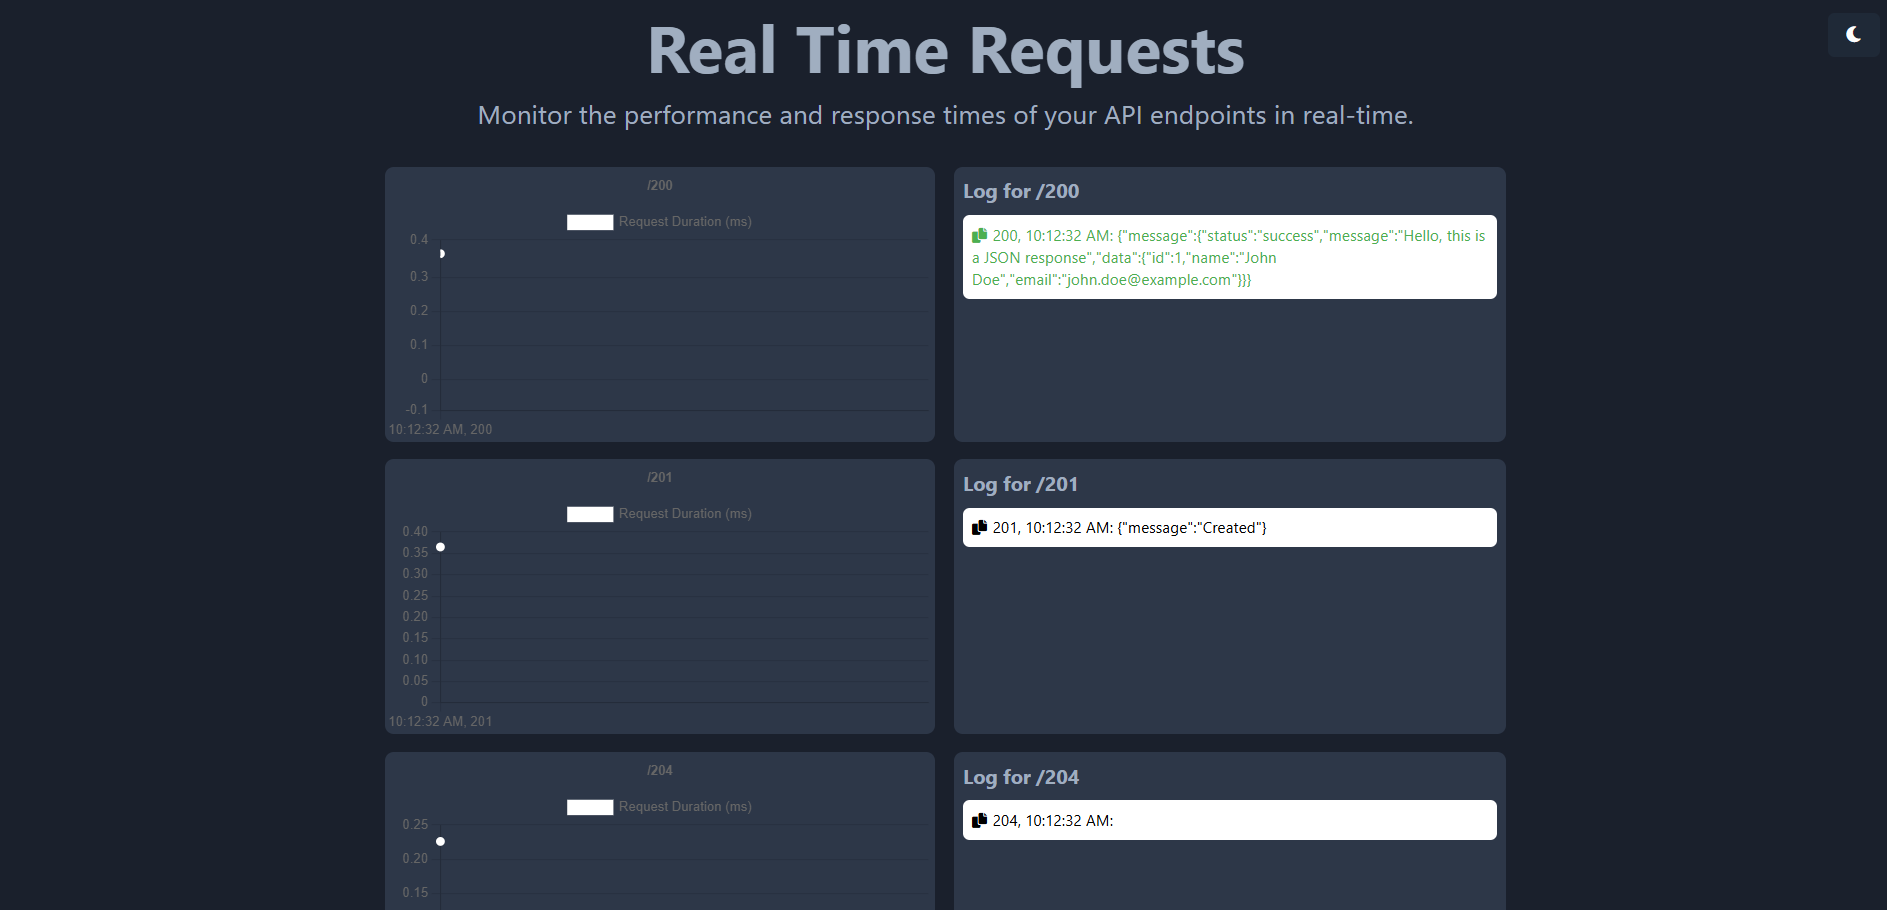 Real Time Requests
Monitor the performance and response times of your API endpoints in real-time.
/200
Request Duration (ms)
0.4
0.3
0.2
0.1
0
-0.1
10:12:32 AM, 200
Log for /200
200, 10:12:32 AM: {"message":{"status":"success","message":"Hello, this is
a JSON response","data":{"id":1,"name":"John
Doe","email":"john.doe@example.com"}}}
/201
Request Duration (ms)
0.40
0.35
0.30
0.25
0.20
0.15
0.10
0.05
0
10:12:32 AM, 201
Log for /201
201, 10:12:32 AM: {"message":"Created"}
/204
Request Duration (ms)
0.25
0.20
0.15
Log for /204
204, 10:12:32 AM: